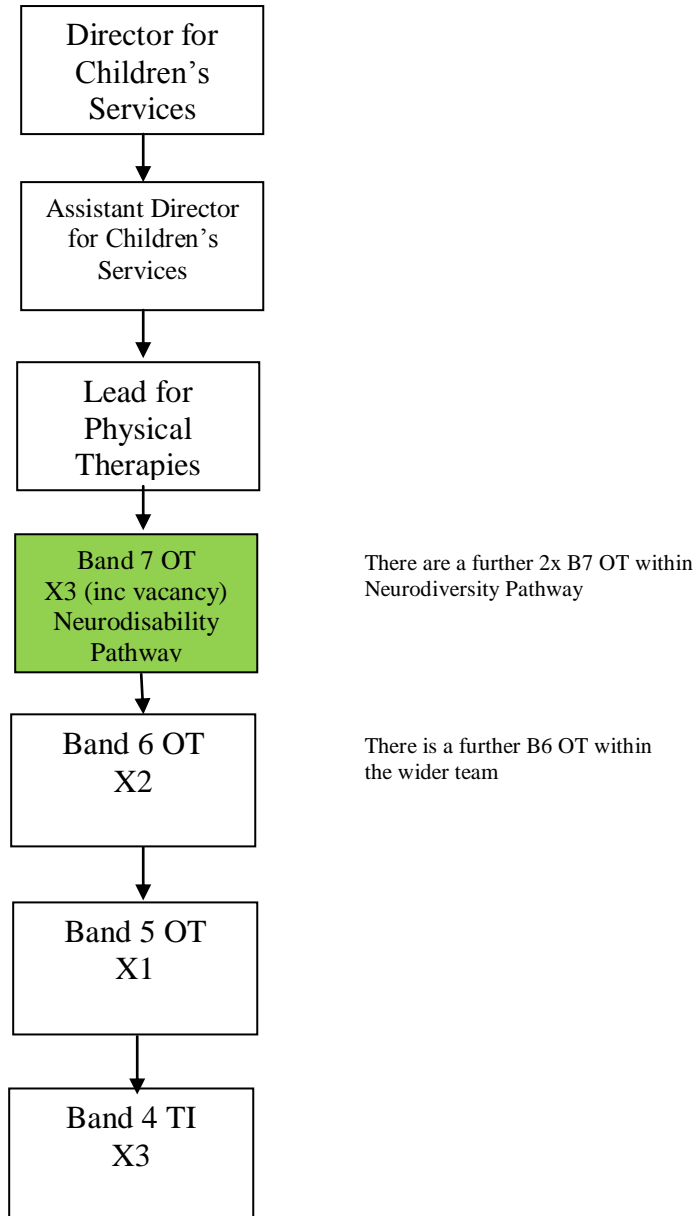 Director for
Children’s
Services
Assistant Director
for Children’s
Services
Lead for
Physical
Therapies
Band 7 OT
X3 (inc vacancy)
Neurodisability
Pathway
There are a further 2x B7 OT within
Neurodiversity Pathway
Band 6 OT
X2
There is a further B6 OT within
the wider team
Band 5 OT
X1
Band 4 TI
X3